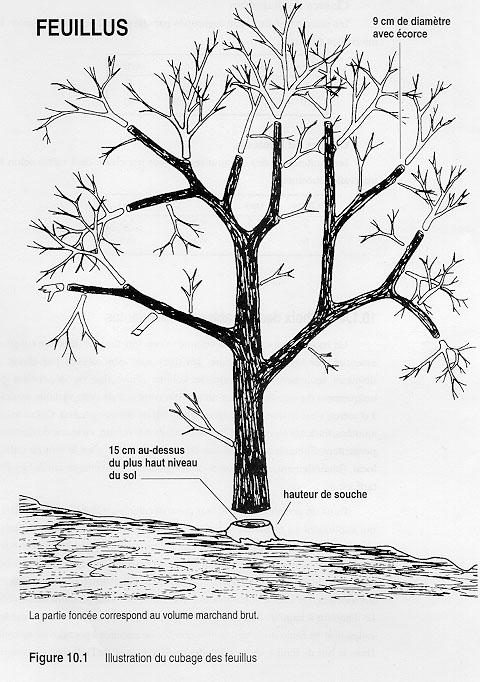 FEUILLUS
9 cm de diamètre
avec écorce
15 cm au-dessus
du plus haut niveau
du sol
hauteur de souche
La partie foncée correspond au volume marchand brut.
Figure 10.1 Illustration du cubage des feuillus